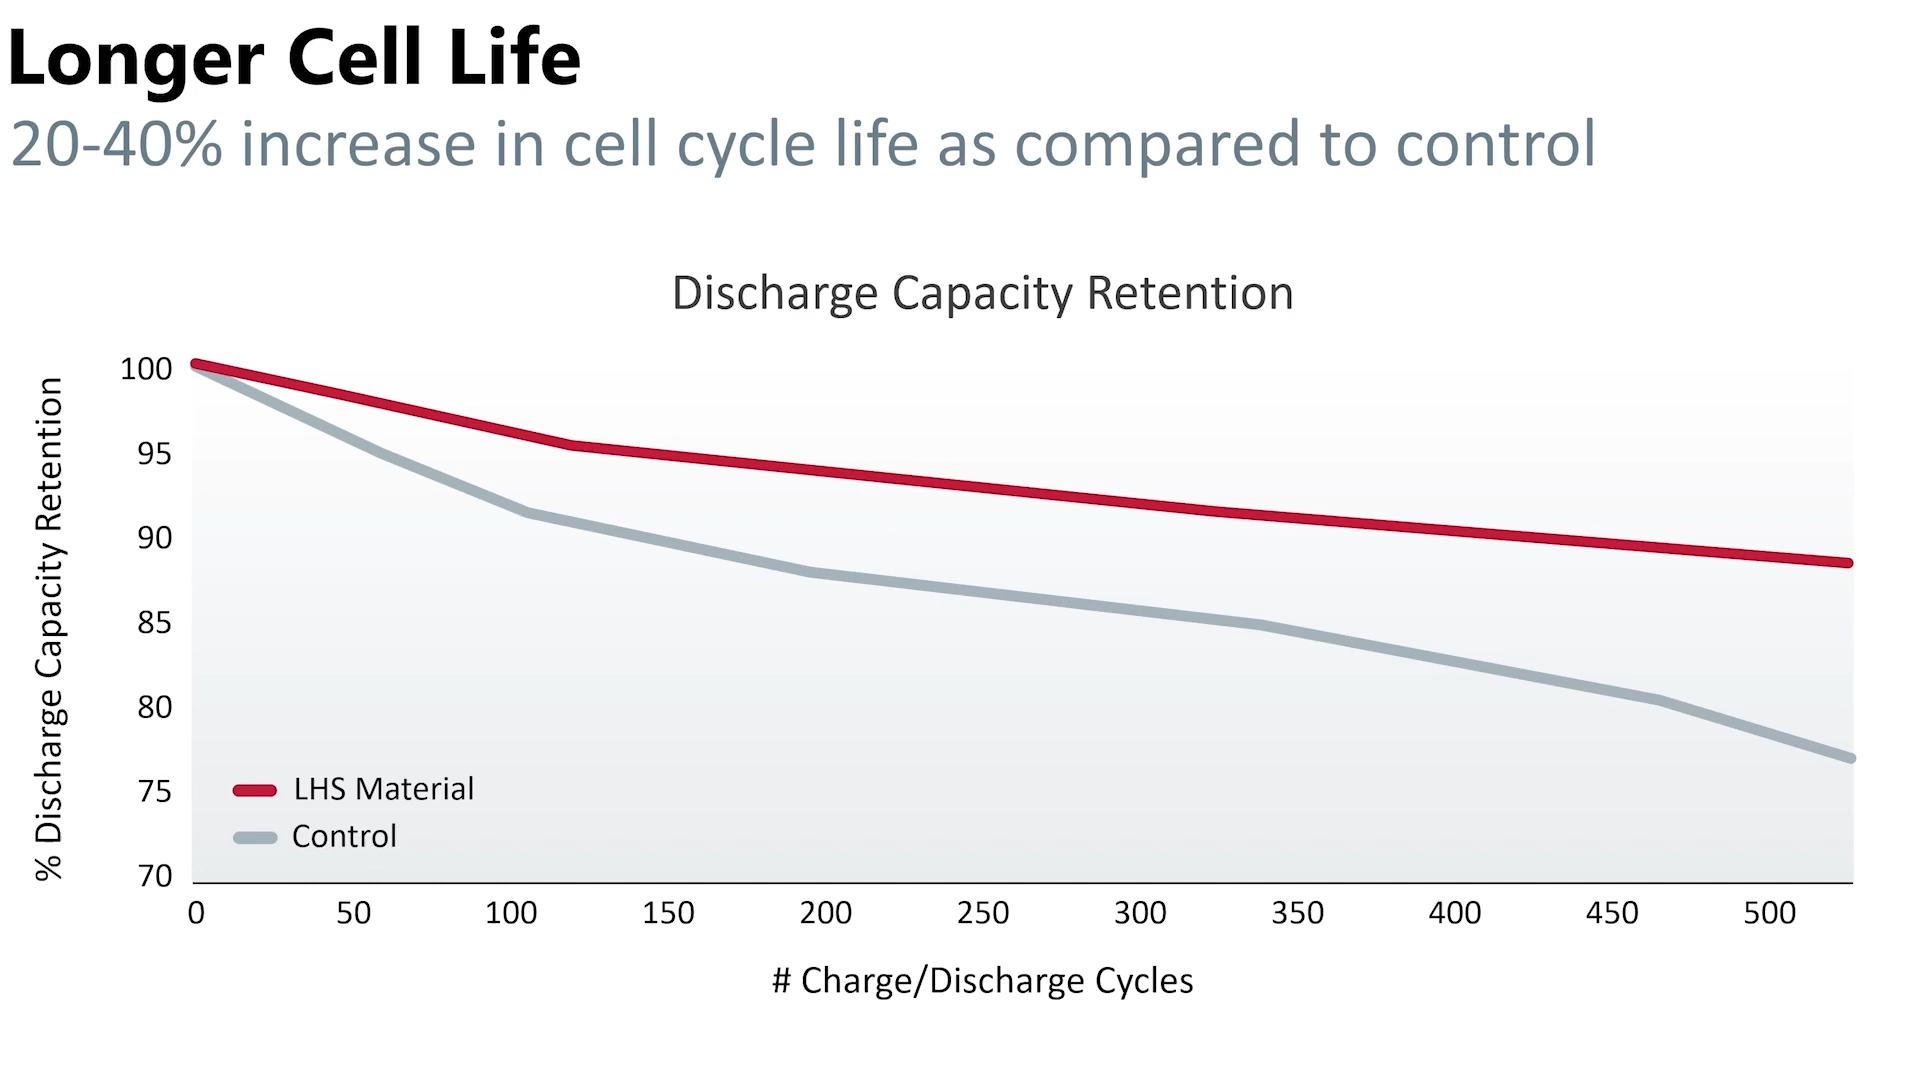 Longer Cell Life
20-40% increase in cell cycle life as compared to control
Discharge Capacity Retention
% Discharge Capacity Retention
100
95
90
85
80
75
70
LHS Material
Control
0 50 100 150 200 250 300 350 400 450 500
# Charge/Discharge Cycles